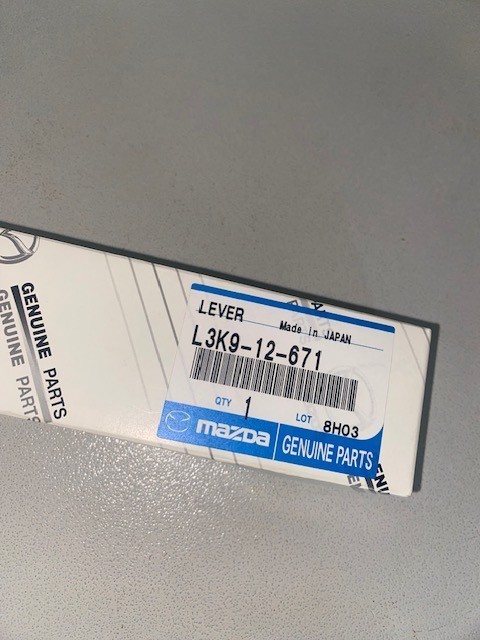 GENUINE PARTS
GENUINE PARTS
LEVER
Made in JAPAN
L3K9-12-671
QTY 1
LOT 8H03
mazda
GENUINE PARTS